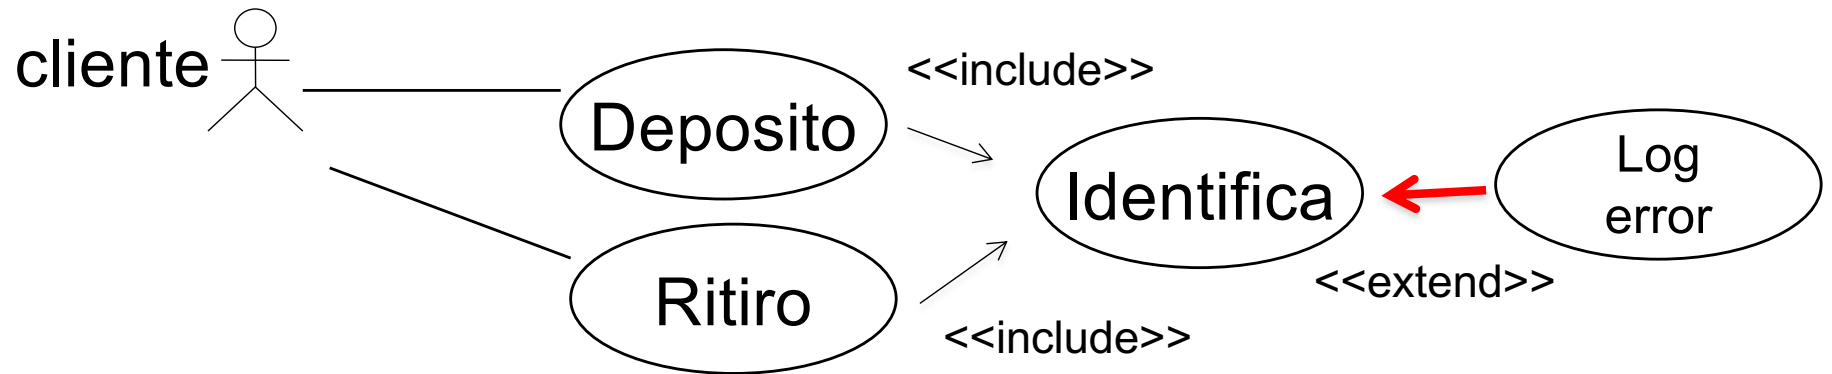 cliente
Deposito
<<include>>
Identifica
Log
error
<<extend>>
Ritiro
<<include>>